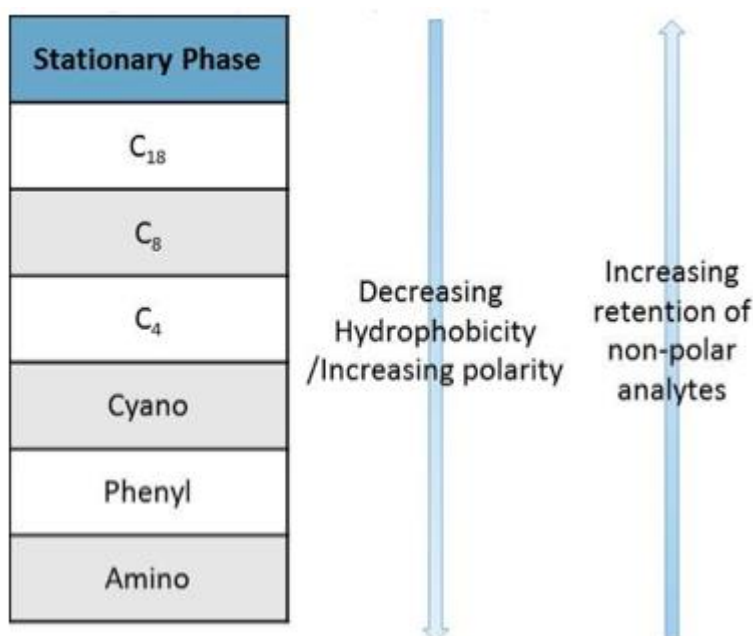 Stationary Phase
C₁₈
C₈
C₄
Cyano
Phenyl
Amino
Decreasing
Hydrophobicity
/Increasing polarity
Increasing
retention of
non-polar
analytes